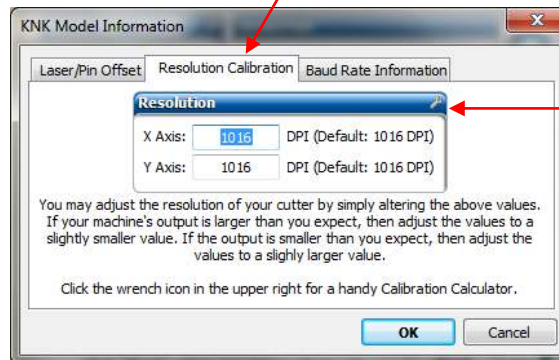 KNK Model Information
Laser/Pin Offset Resolution Calibration Baud Rate Information
Resolution
X Axis: 1016 DPI (Default: 1016 DPI)
Y Axis: 1016 DPI (Default: 1016 DPI)
You may adjust the resolution of your cutter by simply altering the above values.
If your machine's output is larger than you expect, then adjust the values to a
slightly smaller value. If the output is smaller than you expect, then adjust the
values to a slighly larger value.
Click the wrench icon in the upper right for a handy Calibration Calculator.
OK Cancel